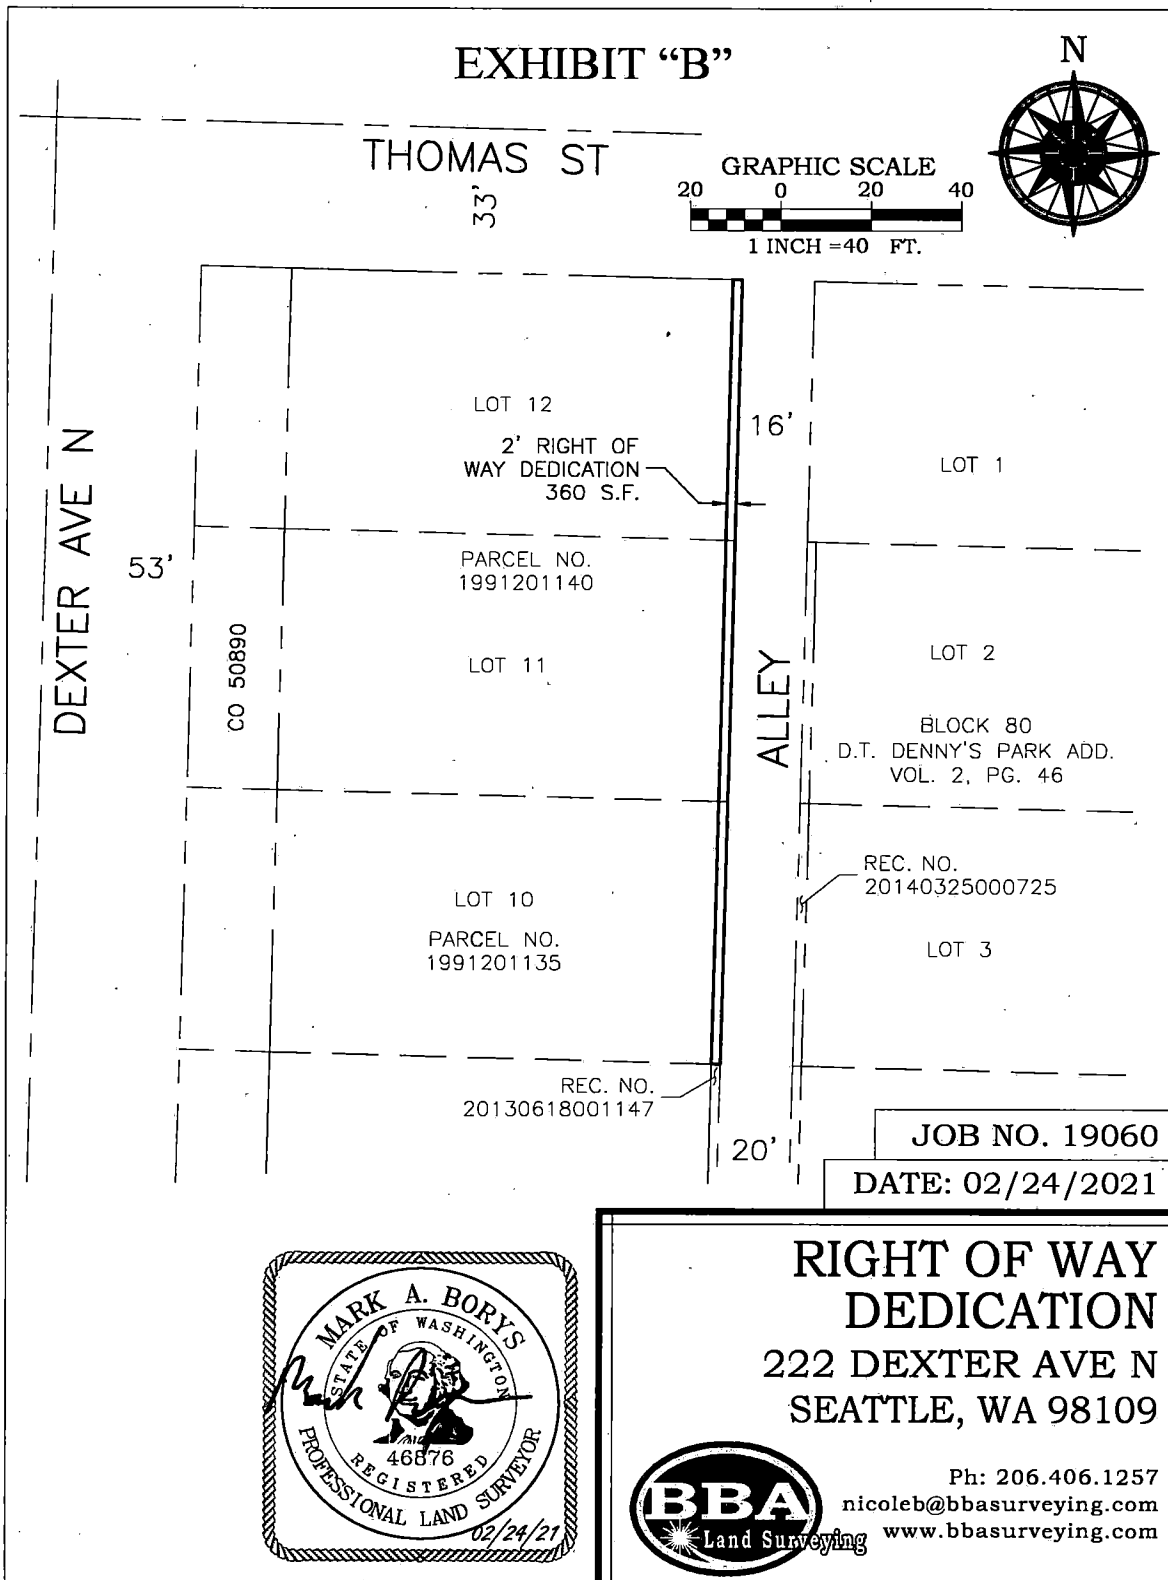 EXHIBIT “B”
N
THOMAS ST
33'
GRAPHIC SCALE
20 0 20 40
1 INCH =40 FT.
DEXTER AVE N
53'
CO 50890
LOT 12
2' RIGHT OF
WAY DEDICATION
360 S.F.
16'
LOT 1
PARCEL NO.
1991201140
LOT 11
ALLEY
LOT 2
BLOCK 80
D.T. DENNY'S PARK ADD.
VOL. 2, PG. 46
REC. NO.
20140325000725
LOT 10
PARCEL NO.
1991201135
LOT 3
REC. NO.
20130618001147
20'
JOB NO. 19060
DATE: 02/24/2021
MARK A. BORYS
STATE OF WASHINGTON
46876
REGISTERED
PROFESSIONAL LAND SURVEYOR
02/24/21
RIGHT OF WAY
DEDICATION
222 DEXTER AVE N
SEATTLE, WA 98109
BBA
Land Surveying
Ph: 206.406.1257
nicoleb@bbasurveying.com
www.bbasurveying.com